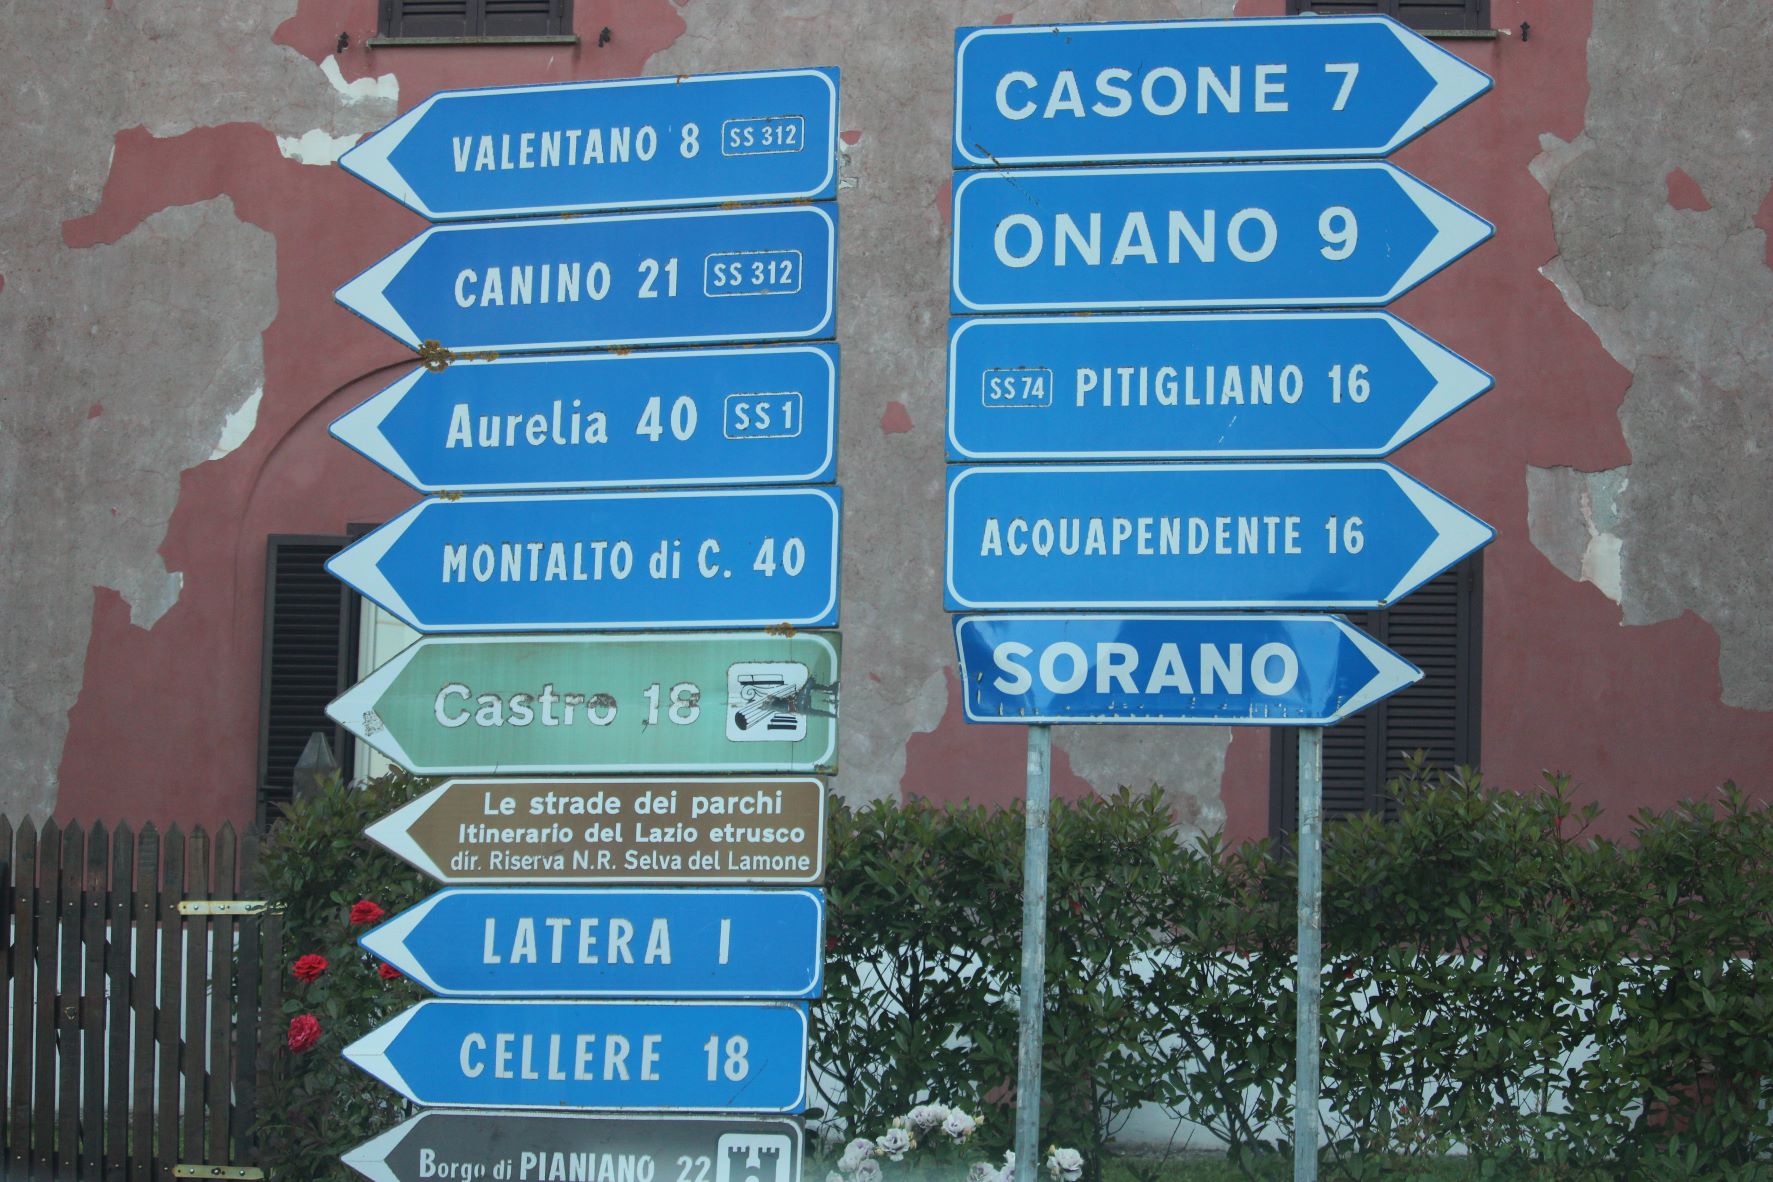 VALENTANO 8 SS 312
CANINO 21 SS 312
Aurelia 40 SS 1
MONTALTO di C. 40
Castro 18
Le strade dei parchi
Itinerario del Lazio etrusco
dir. Riserva N.R. Selva del Lamone
LATERA 1
CELLERE 18
Borgo di PIANIANO 22
CASONE 7
ONANO 9
SS 74 PITIGLIANO 16
ACQUAPENDENTE 16
SORANO